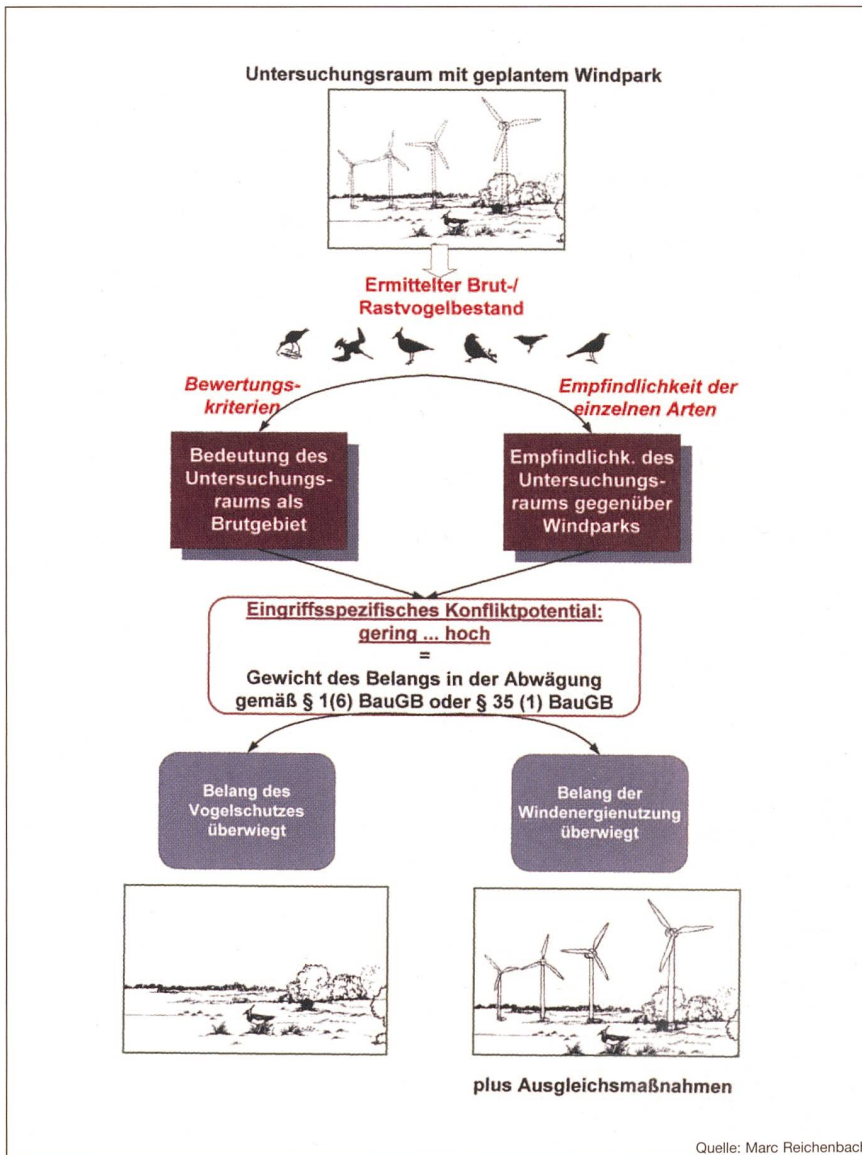 Untersuchungsraum mit geplantem Windpark
Ermittelter Brut-/
Rastvogelbestand
Bewertungs-
kriterien
Empfindlichkeit der
einzelnen Arten
Bedeutung des
Untersuchungs-
raums als
Brutgebiet
Empfindlichk. des
Untersuchungs-
raums gegenüber
Windparks
Eingriffsspezifisches Konfliktpotential:
gering ... hoch
=
Gewicht des Belangs in der Abwägung
gemäß § 1(6) BauGB oder § 35 (1) BauGB
Belang des
Vogelschutzes
überwiegt
Belang der
Windenergienutzung
überwiegt
plus Ausgleichsmaßnahmen
Quelle: Marc Reichenbach